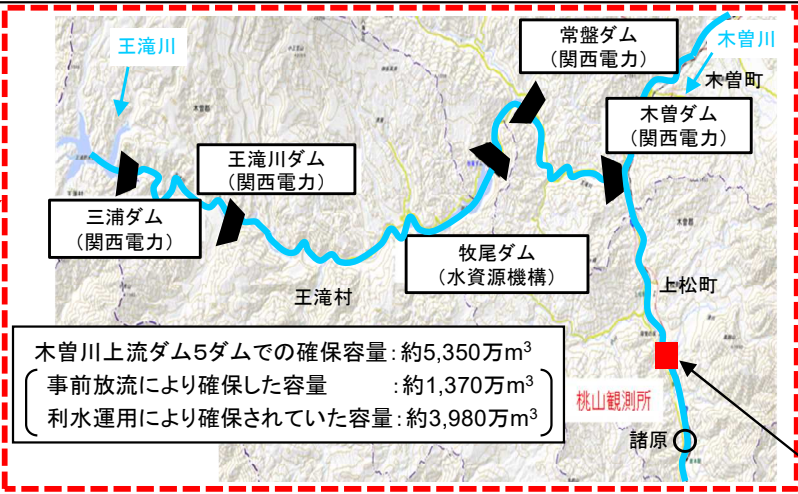 常盤ダム
(関西電力)
木曽川
王滝川
木曽町
木曽ダム
(関西電力)
王滝川ダム
(関西電力)
三浦ダム
(関西電力)
牧尾ダム
(水資源機構)
王滝村
上松町
木曽川上流ダム5ダムでの確保容量:約5,350万m³
事前放流により確保した容量　　　:約1,370万m³
利水運用により確保されていた容量:約3,980万m³
桃山観測所
諸原